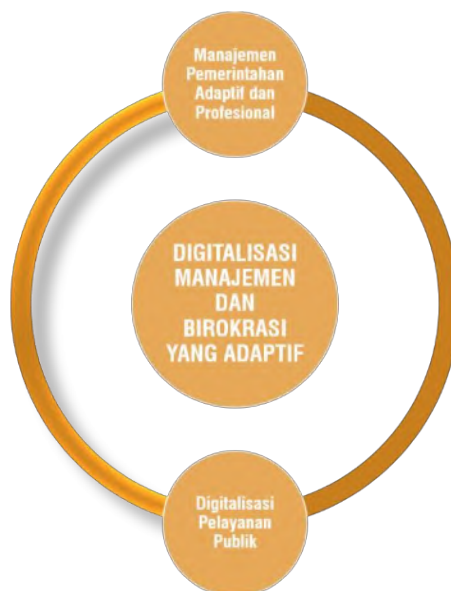 Manajemen
Pemerintahan
Adaptif dan
Profesional
DIGITALISASI
MANAJEMEN
DAN
BIROKRASI
YANG ADAPTIF
Digitalisasi
Pelayanan
Publik